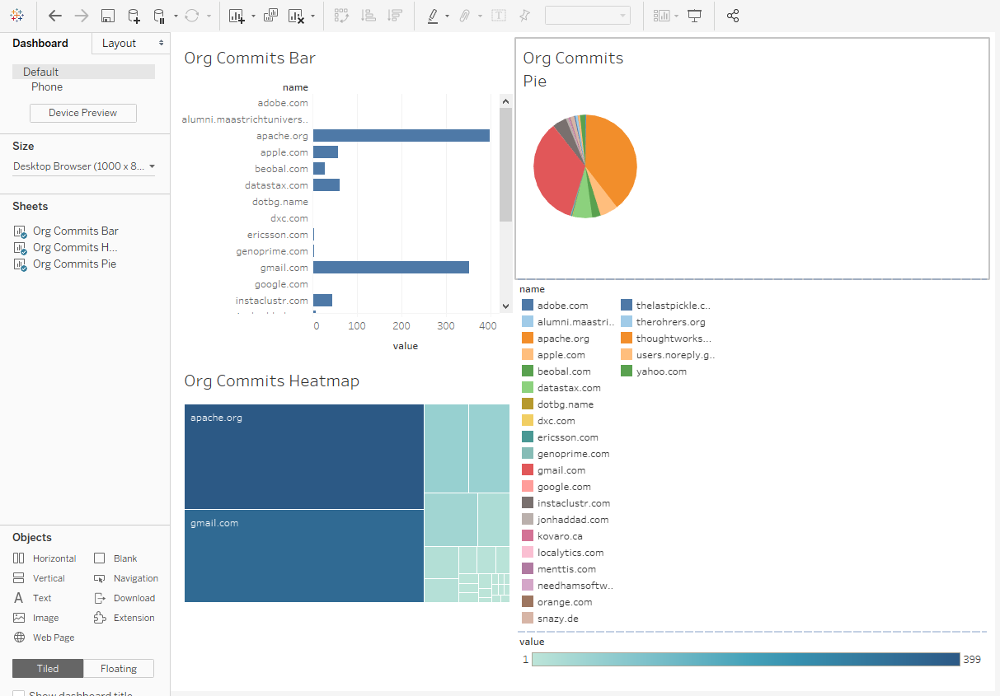 Dashboard
Layout
Default
Phone
Device Preview
Size
Desktop Browser (1000 x 8...
Sheets
Org Commits Bar
Org Commits H...
Org Commits Pie
Objects
Horizontal
Blank
Vertical
Navigation
Text
Download
Image
Extension
Web Page
Tiled
Floating
Show dashboard title
Org Commits Bar
name
adobe.com
alumni.maastrichtunivers..
apache.org
apple.com
beobal.com
datastax.com
dotbg.name
dxc.com
ericsson.com
genoprime.com
gmail.com
google.com
instaclustr.com
0 100 200 300 400
value
Org Commits Heatmap
apache.org
gmail.com
Org Commits
Pie
name
adobe.com
alumni.maastri..
apache.org
apple.com
beobal.com
datastax.com
dotbg.name
dxc.com
ericsson.com
genoprime.com
gmail.com
google.com
instaclustr.com
jonhaddad.com
kovaro.ca
localytics.com
menttis.com
needhamsoftw..
orange.com
snazy.de
thelastpickle.c..
therohrers.org
thoughtworks...
users.noreply.g..
yahoo.com
value
1 399